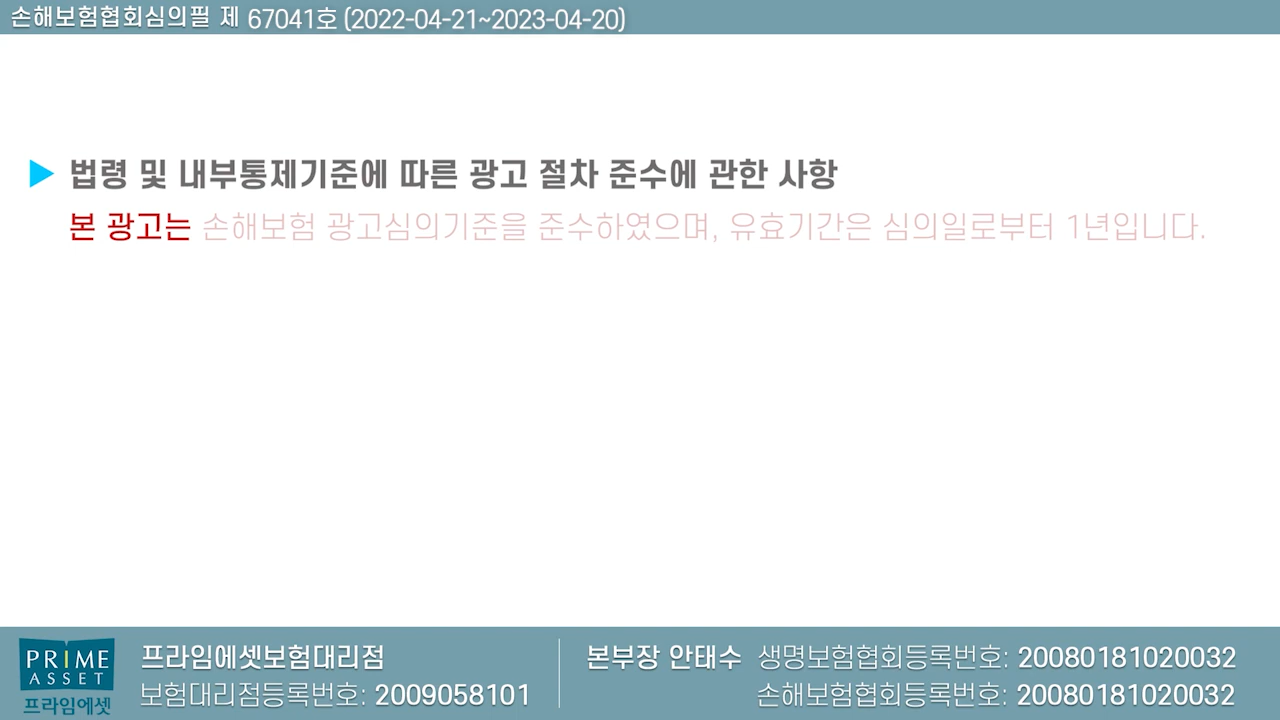 손해보험협회심의필 제 67041호 (2022-04-21~2023-04-20)
▶ 법령 및 내부통제기준에 따른 광고 절차 준수에 관한 사항
본 광고는 손해보험 광고심의기준을 준수하였으며, 유효기간은 심의일로부터 1년입니다.
PRIME
ASSET
프라임에셋
프라임에셋보험대리점
보험대리점등록번호: 2009058101
본부장 안태수 생명보험협회등록번호: 20080181020032
손해보험협회등록번호: 20080181020032